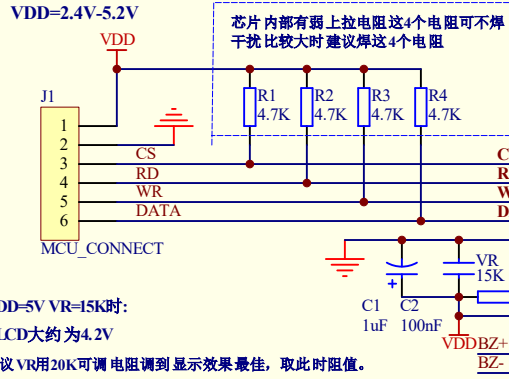 VDD=2.4V-5.2V
芯片内部有弱上拉电阻这4个电阻可不焊
干扰比较大时建议焊这4个电阻
VDD
J1
R1
4.7K
R2
4.7K
R3
4.7K
R4
4.7K
1
2
3
4
5
6
CS
RD
WR
DATA
C
R
W
D
MCU_CONNECT
VR
15K
+
C1
1uF
C2
100nF
DD=5V VR=15K时:
LCD大约为4.2V
VDD
BZ+
BZ-
议VR用20K可调电阻调到显示效果最佳，取此时阻值。